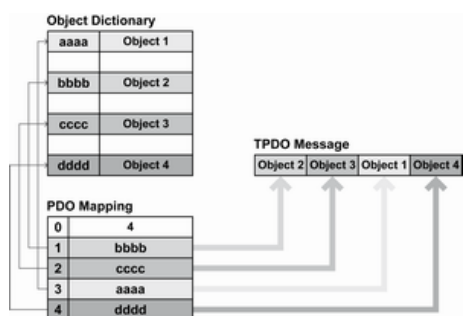 Object Dictionary
aaaa Object 1
bbbb Object 2
cccc Object 3
dddd Object 4
TPDO Message
Object 2 Object 3 Object 1 Object 4
PDO Mapping
0 4
1 bbbb
2 cccc
3 aaaa
4 dddd